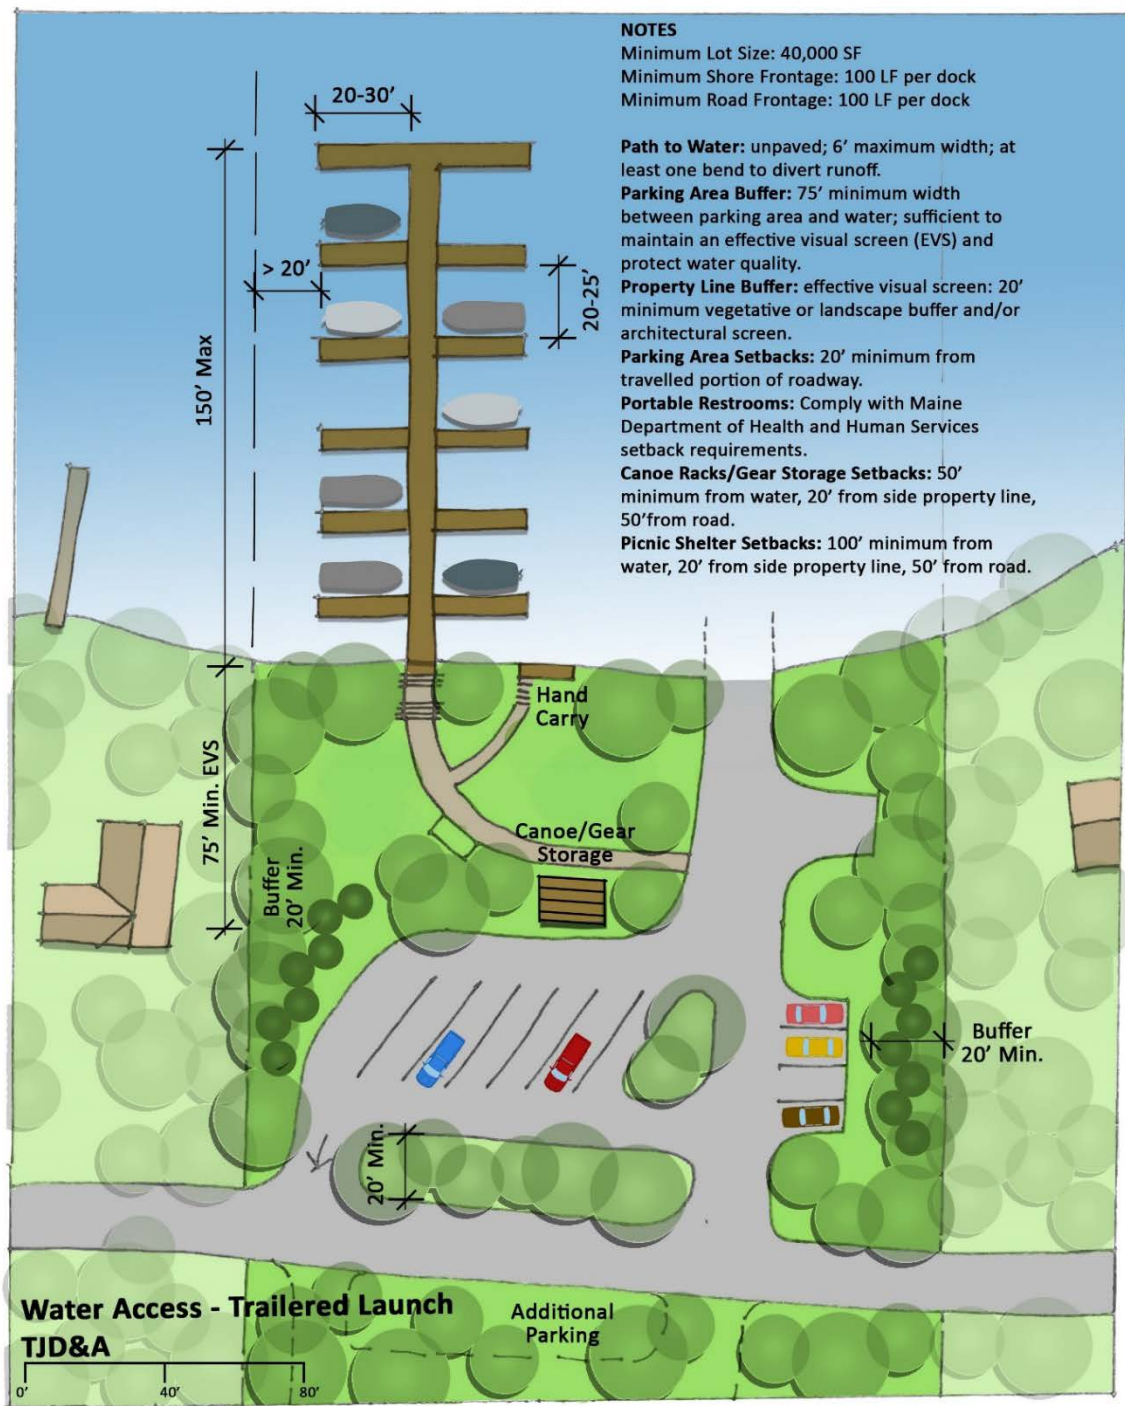 NOTES
Minimum Lot Size: 40,000 SF
Minimum Shore Frontage: 100 LF per dock
Minimum Road Frontage: 100 LF per dock
Path to Water: unpaved; 6' maximum width; at
least one bend to divert runoff.
Parking Area Buffer: 75' minimum width
between parking area and water; sufficient to
maintain an effective visual screen (EVS) and
protect water quality.
Property Line Buffer: effective visual screen: 20'
minimum vegetative or landscape buffer and/or
architectural screen.
Parking Area Setbacks: 20' minimum from
travelled portion of roadway.
Portable Restrooms: Comply with Maine
Department of Health and Human Services
setback requirements.
Canoe Racks/Gear Storage Setbacks: 50'
minimum from water, 20' from side property line,
50'from road.
Picnic Shelter Setbacks: 100' minimum from
water, 20' from side property line, 50' from road.
20-30'
> 20'
20-25'
150' Max
Hand
Carry
75' Min. EVS
Canoe/Gear
Storage
Buffer
20' Min.
Buffer
20' Min.
20' Min.
Additional
Parking
Water Access - Trailered Launch
TJD&A
0'
40'
80'